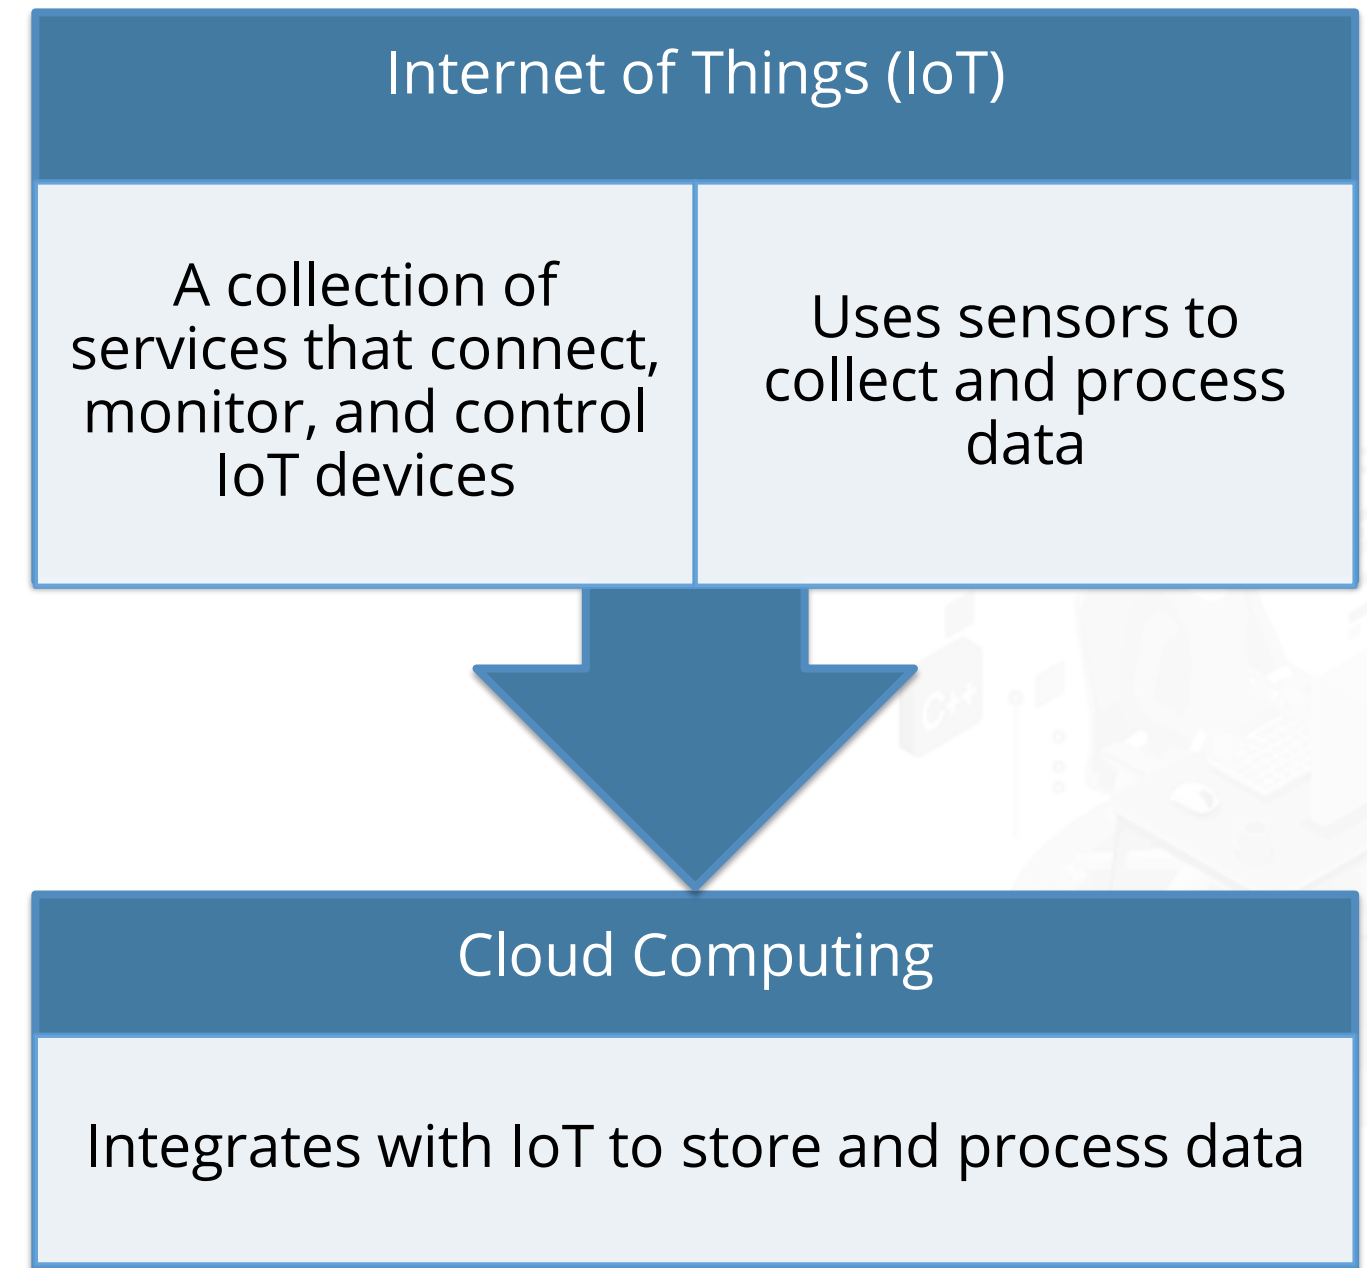 Internet of Things (IoT)
A collection of
services that connect,
monitor, and control
IoT devices
Uses sensors to
collect and process
data
C++
Cloud Computing
Integrates with IoT to store and process data